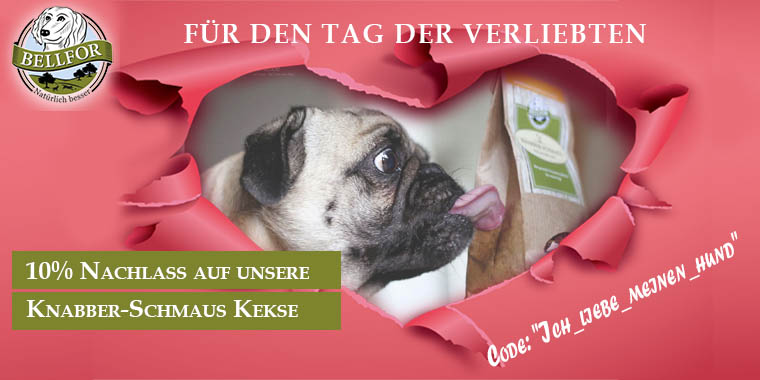 FÜR DEN TAG DER VERLIEBTEN
BELLFOR
Natürlich besser
10% NACHLASS AUF UNSERE
KNABBER-SCHMAUS KEKSE
CODE: "ICH_LIEBE_MEINEN_HUND"